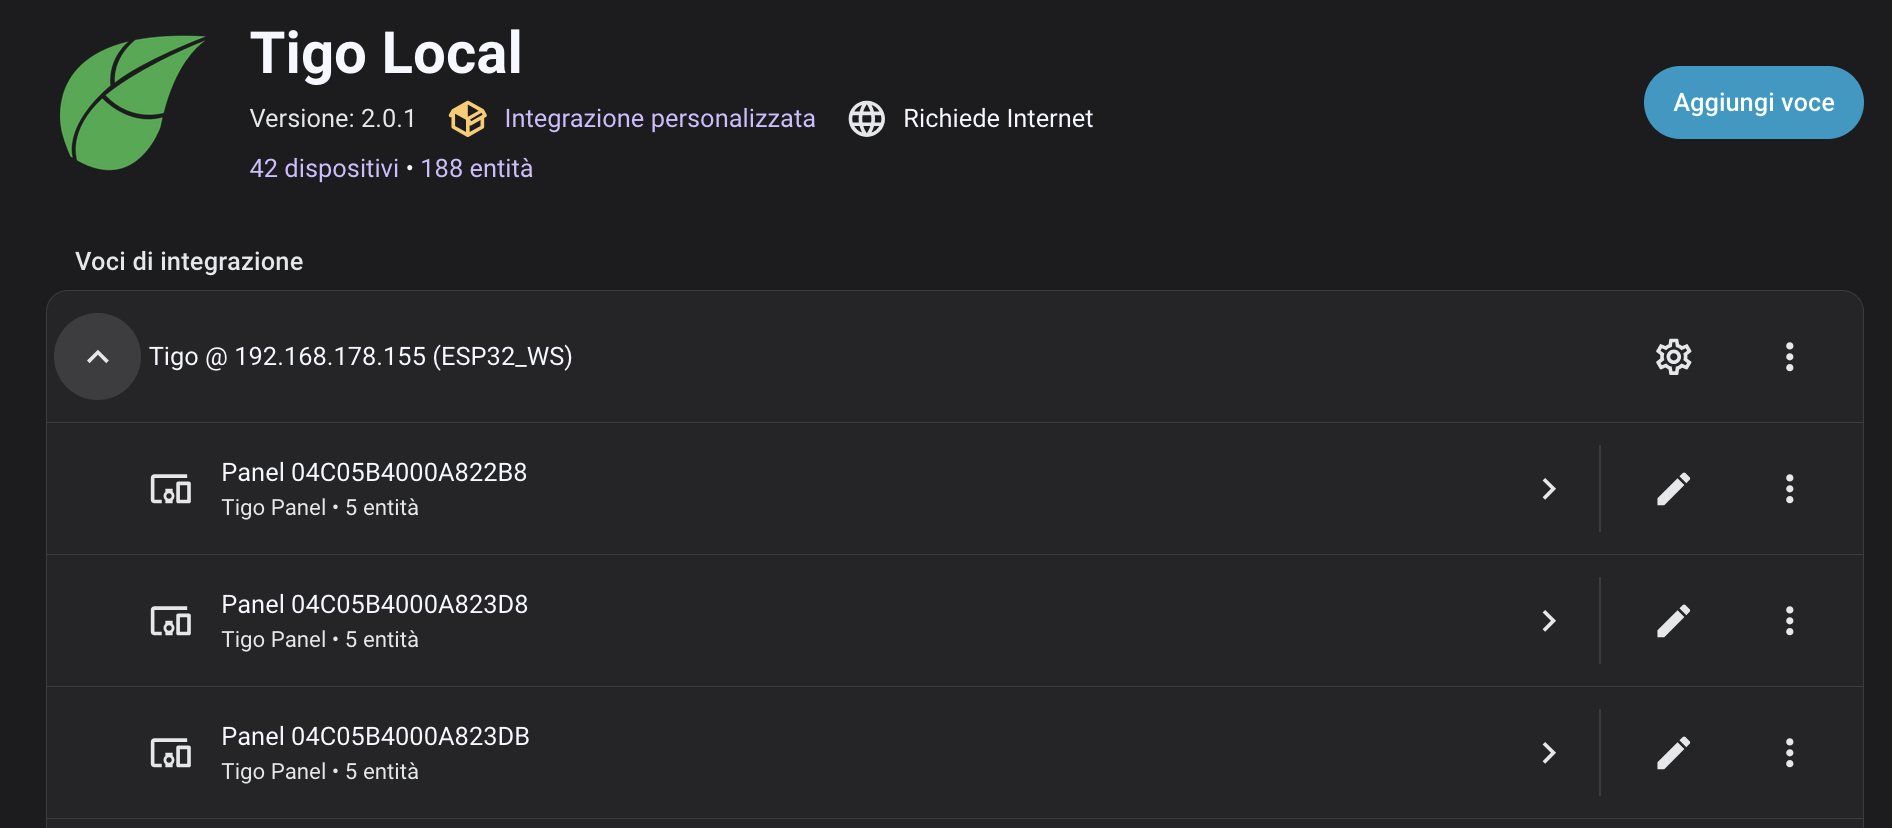 Tigo Local
Versione: 2.0.1 Integrazione personalizzata Richiede Internet
42 dispositivi • 188 entità
Aggiungi voce
Voci di integrazione
Tigo @ 192.168.178.155 (ESP32_WS)
Panel 04C05B4000A822B8
Tigo Panel • 5 entità
Panel 04C05B4000A823D8
Tigo Panel • 5 entità
Panel 04C05B4000A823DB
Tigo Panel • 5 entità